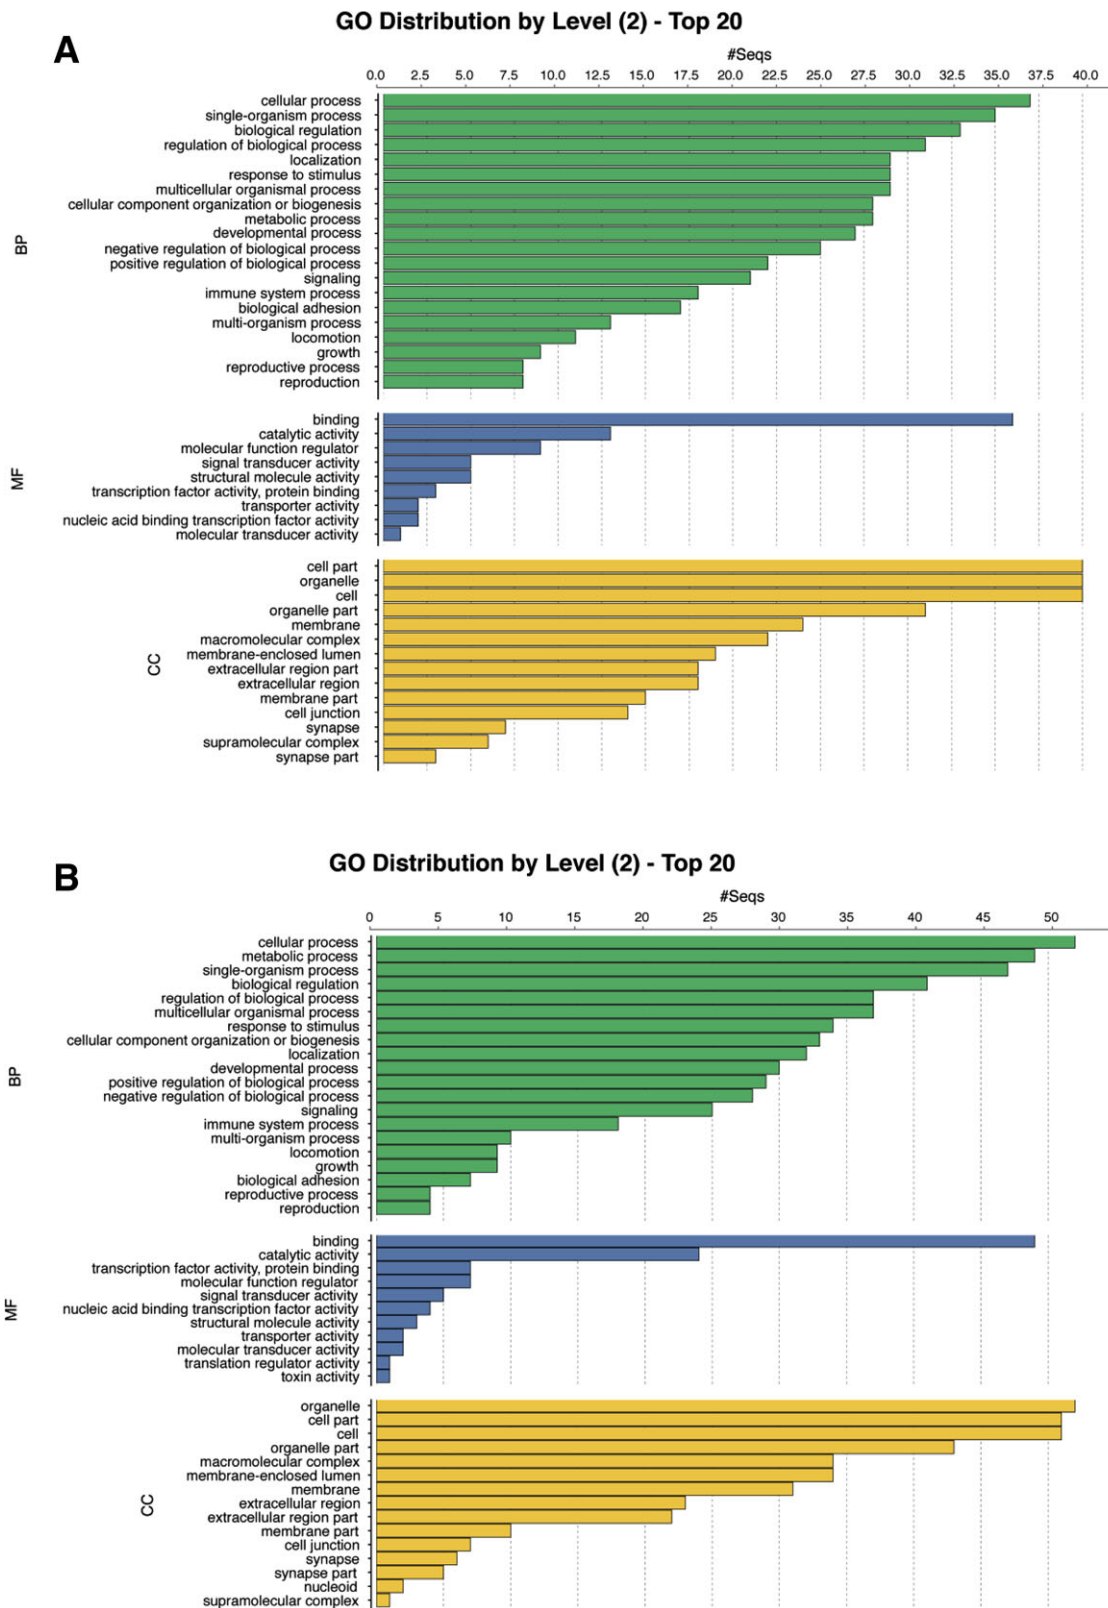 GO Distribution by Level (2) - Top 20
A
#Seqs
0.0 2.5 5.0 7.5 10.0 12.5 15.0 17.5 20.0 22.5 25.0 27.5 30.0 32.5 35.0 37.5 40.0
cellular process
single-organism process
biological regulation
regulation of biological process
localization
response to stimulus
multicellular organismal process
cellular component organization or biogenesis
metabolic process
developmental process
negative regulation of biological process
positive regulation of biological process
signaling
immune system process
biological adhesion
multi-organism process
locomotion
growth
reproductive process
reproduction
BP
binding
catalytic activity
molecular function regulator
signal transducer activity
structural molecule activity
transcription factor activity, protein binding
transporter activity
nucleic acid binding transcription factor activity
molecular transducer activity
MF
cell part
organelle
cell
organelle part
membrane
macromolecular complex
membrane-enclosed lumen
extracellular region part
extracellular region
membrane part
cell junction
synapse
supramolecular complex
synapse part
CC
GO Distribution by Level (2) - Top 20
B
#Seqs
0 5 10 15 20 25 30 35 40 45 50
cellular process
metabolic process
single-organism process
biological regulation
regulation of biological process
multicellular organismal process
response to stimulus
cellular component organization or biogenesis
localization
developmental process
positive regulation of biological process
negative regulation of biological process
signaling
immune system process
multi-organism process
locomotion
growth
biological adhesion
reproductive process
reproduction
BP
binding
catalytic activity
transcription factor activity, protein binding
molecular function regulator
signal transducer activity
nucleic acid binding transcription factor activity
structural molecule activity
transporter activity
molecular transducer activity
translation regulator activity
toxin activity
MF
organelle
cell part
cell
organelle part
macromolecular complex
membrane-enclosed lumen
membrane
extracellular region
extracellular region part
membrane part
cell junction
synapse
synapse part
nucleoid
supramolecular complex
CC